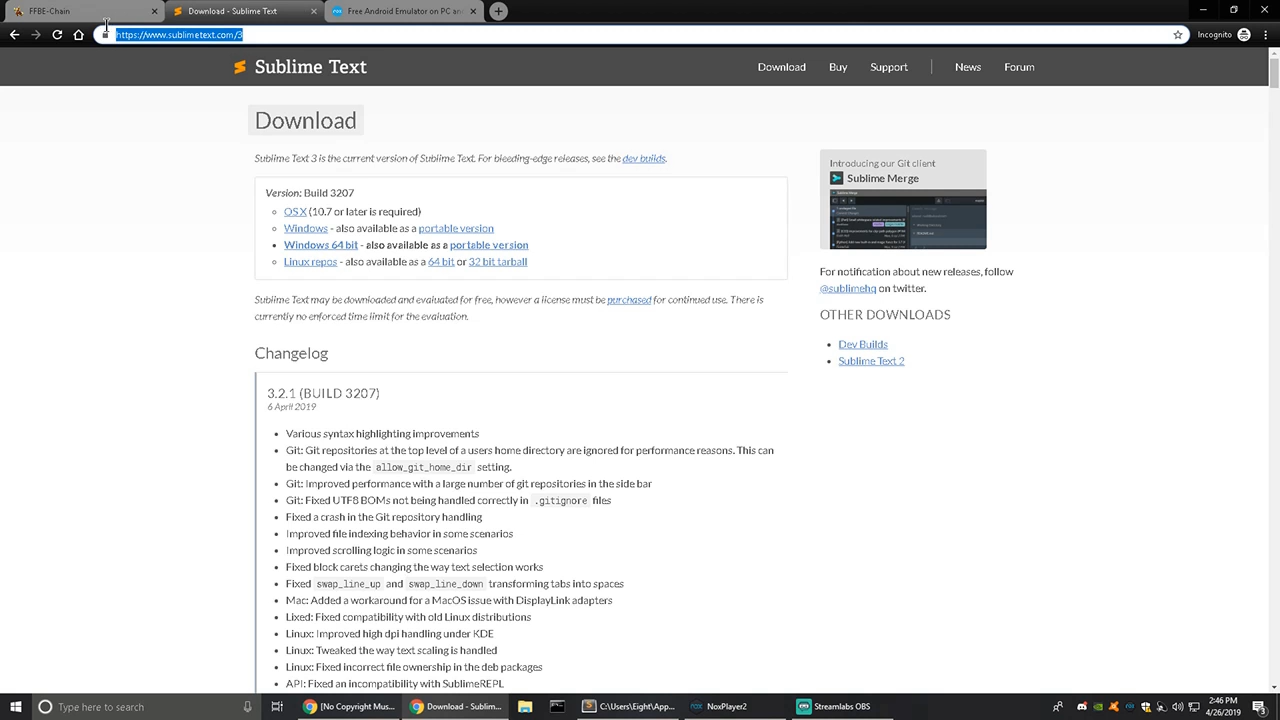 FFBE-Chain
Download - Sublime Text
Free Android Emulator on PC and
https://www.sublimetext.com/3
Incognito
Sublime Text
Download
Buy
Support
News
Forum
Download
Sublime Text 3 is the current version of Sublime Text. For bleeding-edge releases, see the dev builds.
Version: Build 3207
OS X (10.7 or later is required)
Windows - also available as a portable version
Windows 64 bit - also available as a portable version
Linux repos - also available as a 64 bit or 32 bit tarball
Sublime Text may be downloaded and evaluated for free, however a license must be purchased for continued use. There is
currently no enforced time limit for the evaluation.
Changelog
3.2.1 (BUILD 3207)
6 April 2019
Various syntax highlighting improvements
Git: Git repositories at the top level of a users home directory are ignored for performance reasons. This can
be changed via the allow_git_home_dir setting.
Git: Improved performance with a large number of git repositories in the side bar
Git: Fixed UTF8 BOMs not being handled correctly in .gitignore files
Fixed a crash in the Git repository handling
Improved file indexing behavior in some scenarios
Improved scrolling logic in some scenarios
Fixed block carets changing the way text selection works
Fixed swap_line_up and swap_line_down transforming tabs into spaces
Mac: Added a workaround for a MacOS issue with DisplayLink adapters
Lixed: Fixed compatibility with old Linux distributions
Linux: Improved high dpi handling under KDE
Linux: Tweaked the way text scaling is handled
Linux: Fixed incorrect file ownership in the deb packages
API: Fixed an incompatibility with SublimeREPL
Introducing our Git client
Sublime Merge
For notification about new releases, follow
@sublimehq on twitter.
OTHER DOWNLOADS
Dev Builds
Sublime Text 2
Type here to search
[No Copyright Mus...
Download - Sublim...
C:\Users\Eight\App...
NoxPlayer2
Streamlabs OBS
2:46 PM
4/26/2019